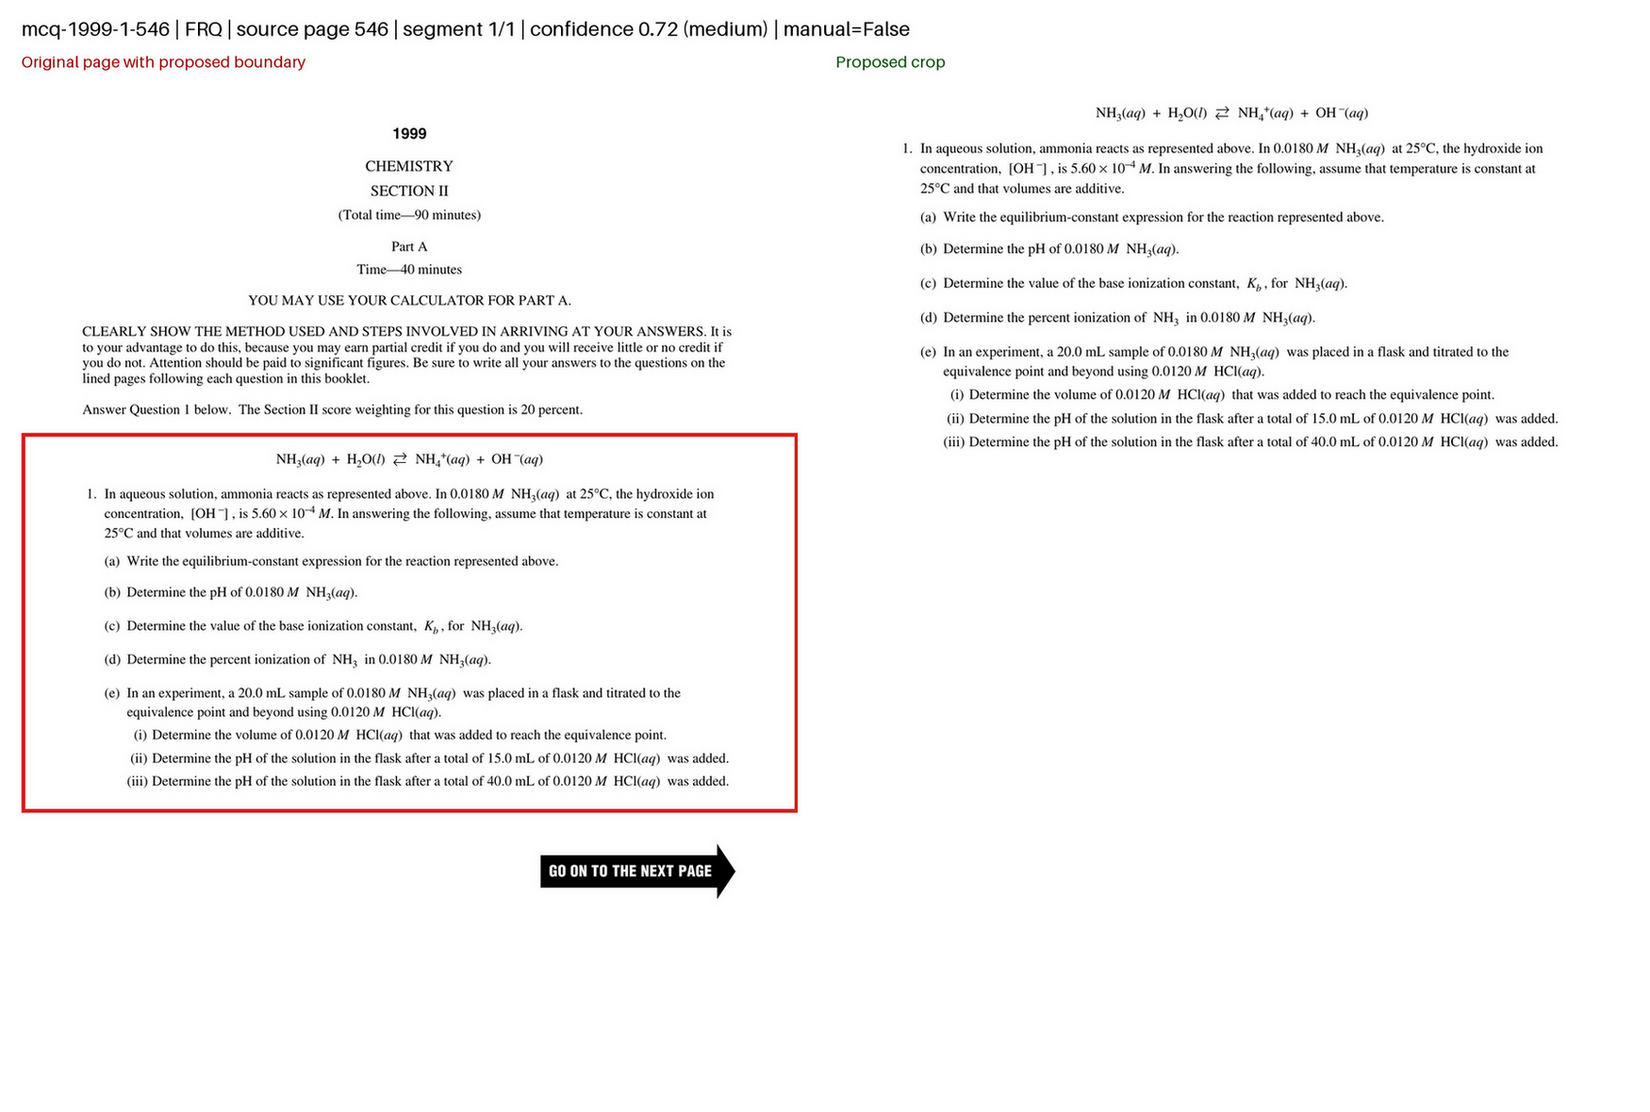 mcq-1999-1-546 | FRQ | source page 546 | segment 1/1 | confidence 0.72 (medium) | manual=False
Original page with proposed boundary
1999
CHEMISTRY
SECTION II
(Total time—90 minutes)
Part A
Time—40 minutes
YOU MAY USE YOUR CALCULATOR FOR PART A.
CLEARLY SHOW THE METHOD USED AND STEPS INVOLVED IN ARRIVING AT YOUR ANSWERS. It is
to your advantage to do this, because you may earn partial credit if you do and you will receive little or no credit if
you do not. Attention should be paid to significant figures. Be sure to write all your answers to the questions on the
lined pages following each question in this booklet.
Answer Question 1 below. The Section II score weighting for this question is 20 percent.
NH₃(aq) + H₂O(l) ⇄ NH₄⁺(aq) + OH⁻(aq)
1. In aqueous solution, ammonia reacts as represented above. In 0.0180 M NH₃(aq) at 25°C, the hydroxide ion
concentration, [OH⁻] , is 5.60 × 10⁻⁴ M. In answering the following, assume that temperature is constant at
25°C and that volumes are additive.
(a) Write the equilibrium-constant expression for the reaction represented above.
(b) Determine the pH of 0.0180 M NH₃(aq).
(c) Determine the value of the base ionization constant, K_b, for NH₃(aq).
(d) Determine the percent ionization of NH₃ in 0.0180 M NH₃(aq).
(e) In an experiment, a 20.0 mL sample of 0.0180 M NH₃(aq) was placed in a flask and titrated to the
equivalence point and beyond using 0.0120 M HCl(aq).
(i) Determine the volume of 0.0120 M HCl(aq) that was added to reach the equivalence point.
(ii) Determine the pH of the solution in the flask after a total of 15.0 mL of 0.0120 M HCl(aq) was added.
(iii) Determine the pH of the solution in the flask after a total of 40.0 mL of 0.0120 M HCl(aq) was added.
GO ON TO THE NEXT PAGE
Proposed crop
NH₃(aq) + H₂O(l) ⇄ NH₄⁺(aq) + OH⁻(aq)
1. In aqueous solution, ammonia reacts as represented above. In 0.0180 M NH₃(aq) at 25°C, the hydroxide ion
concentration, [OH⁻] , is 5.60 × 10⁻⁴ M. In answering the following, assume that temperature is constant at
25°C and that volumes are additive.
(a) Write the equilibrium-constant expression for the reaction represented above.
(b) Determine the pH of 0.0180 M NH₃(aq).
(c) Determine the value of the base ionization constant, K_b, for NH₃(aq).
(d) Determine the percent ionization of NH₃ in 0.0180 M NH₃(aq).
(e) In an experiment, a 20.0 mL sample of 0.0180 M NH₃(aq) was placed in a flask and titrated to the
equivalence point and beyond using 0.0120 M HCl(aq).
(i) Determine the volume of 0.0120 M HCl(aq) that was added to reach the equivalence point.
(ii) Determine the pH of the solution in the flask after a total of 15.0 mL of 0.0120 M HCl(aq) was added.
(iii) Determine the pH of the solution in the flask after a total of 40.0 mL of 0.0120 M HCl(aq) was added.